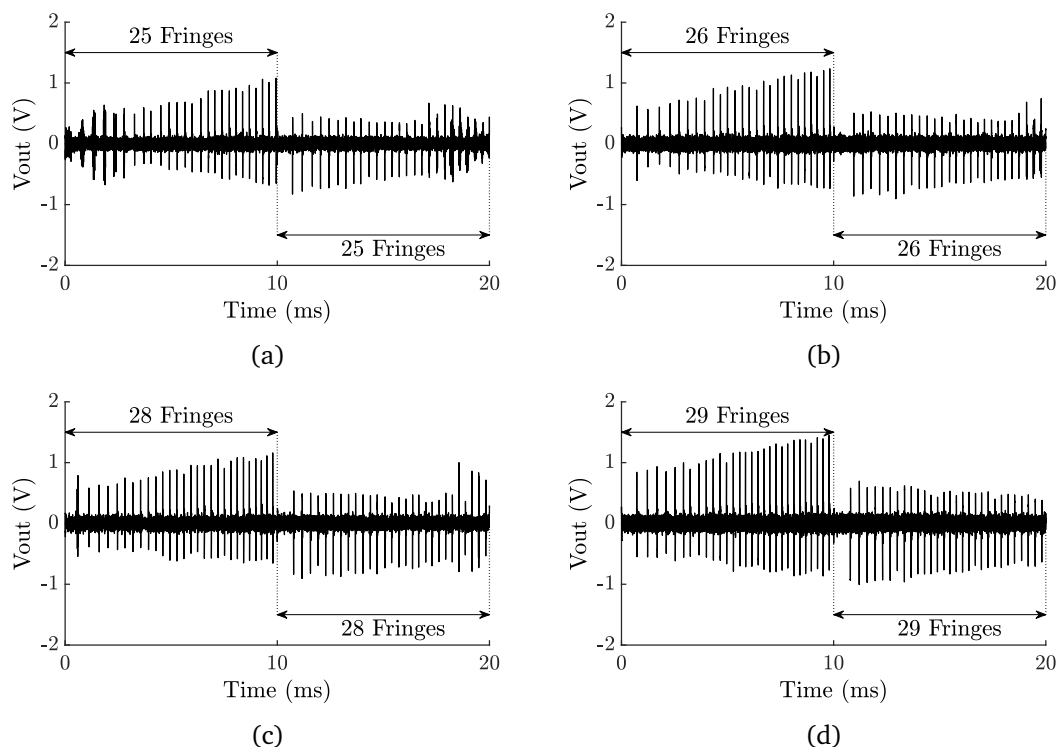 2
25 Fringes
1
Vout (V)
0
-1
25 Fringes
-2
0 10 20
Time (ms)
(a)
2
26 Fringes
1
Vout (V)
0
-1
26 Fringes
-2
0 10 20
Time (ms)
(b)
2
28 Fringes
1
Vout (V)
0
-1
28 Fringes
-2
0 10 20
Time (ms)
(c)
2
29 Fringes
1
Vout (V)
0
-1
29 Fringes
-2
0 10 20
Time (ms)
(d)